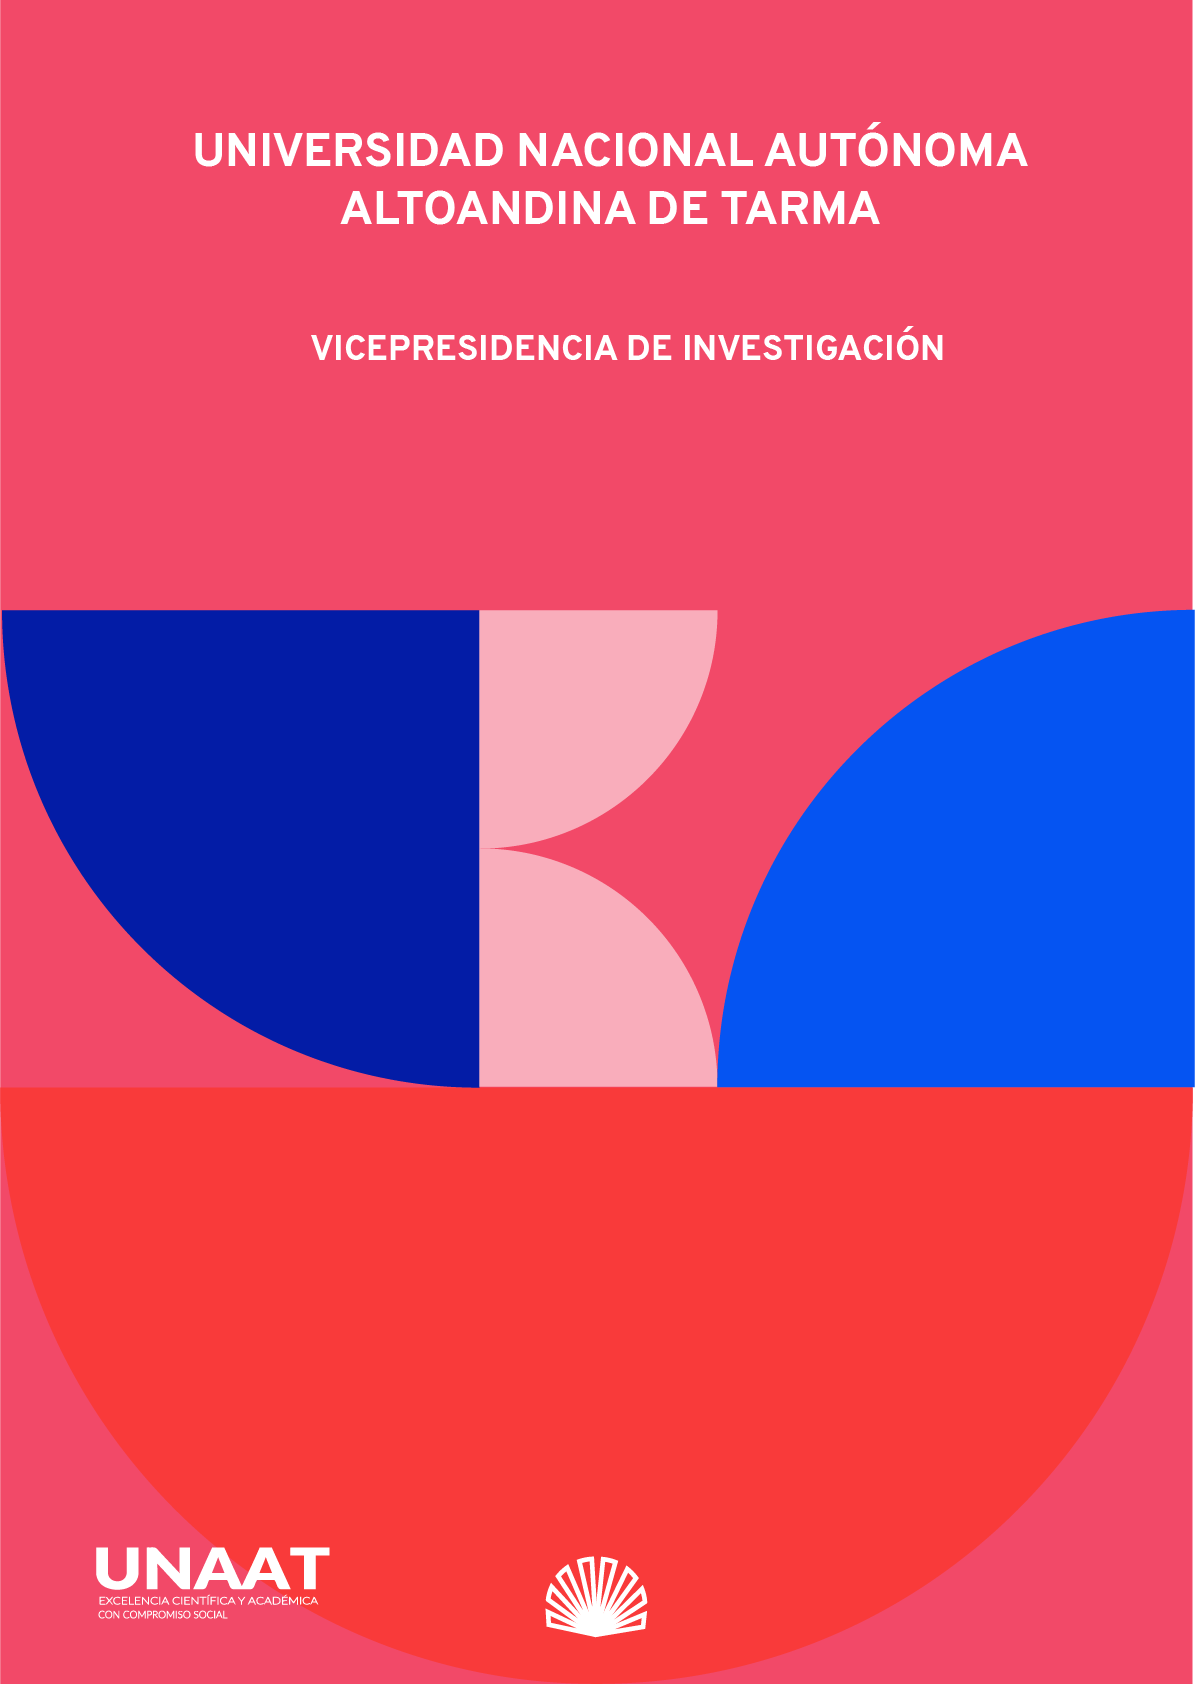 UNIVERSIDAD NACIONAL AUTÓNOMA
ALTOANDINA DE TARMA
VICEPRESIDENCIA DE INVESTIGACIÓN
UNAAT
EXCELENCIA CIENTÍFICA Y ACADÉMICA
CON COMPROMISO SOCIAL